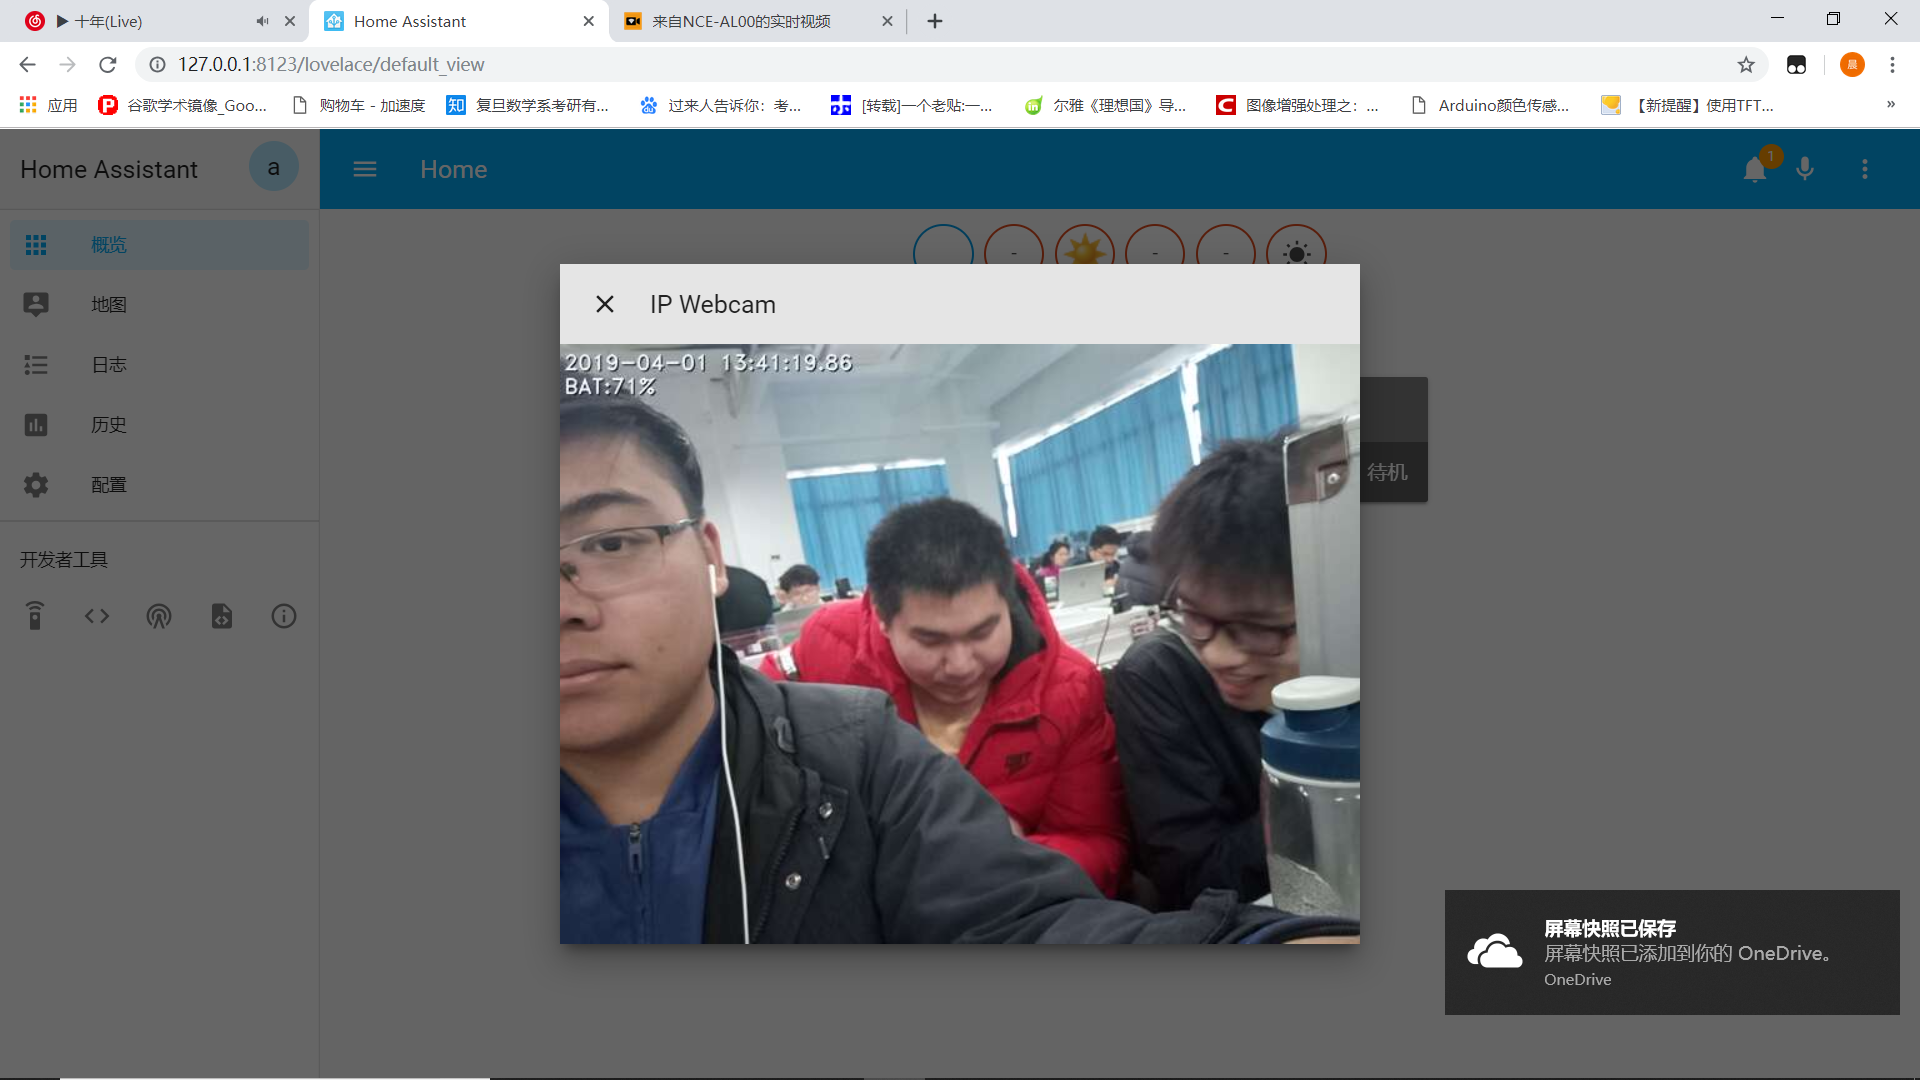 ▶ 十年(Live)
Home Assistant
来自NCE-AL00的实时视频
127.0.0.1:8123/lovelace/default_view
晨
应用
谷歌学术镜像_Goo...
购物车 - 加速度
知
复旦数学系考研有...
过来人告诉你：考...
[转载]一个老贴:一...
尔雅《理想国》导...
图像增强处理之：...
Arduino颜色传感...
【新提醒】使用TFT...
»
Home Assistant
a
Home
1
概览
地图
日志
历史
配置
开发者工具
IP Webcam
2019-04-01 13:41:19.86
BAT:71%
待机
屏幕快照已保存
屏幕快照已添加到你的 OneDrive。
OneDrive